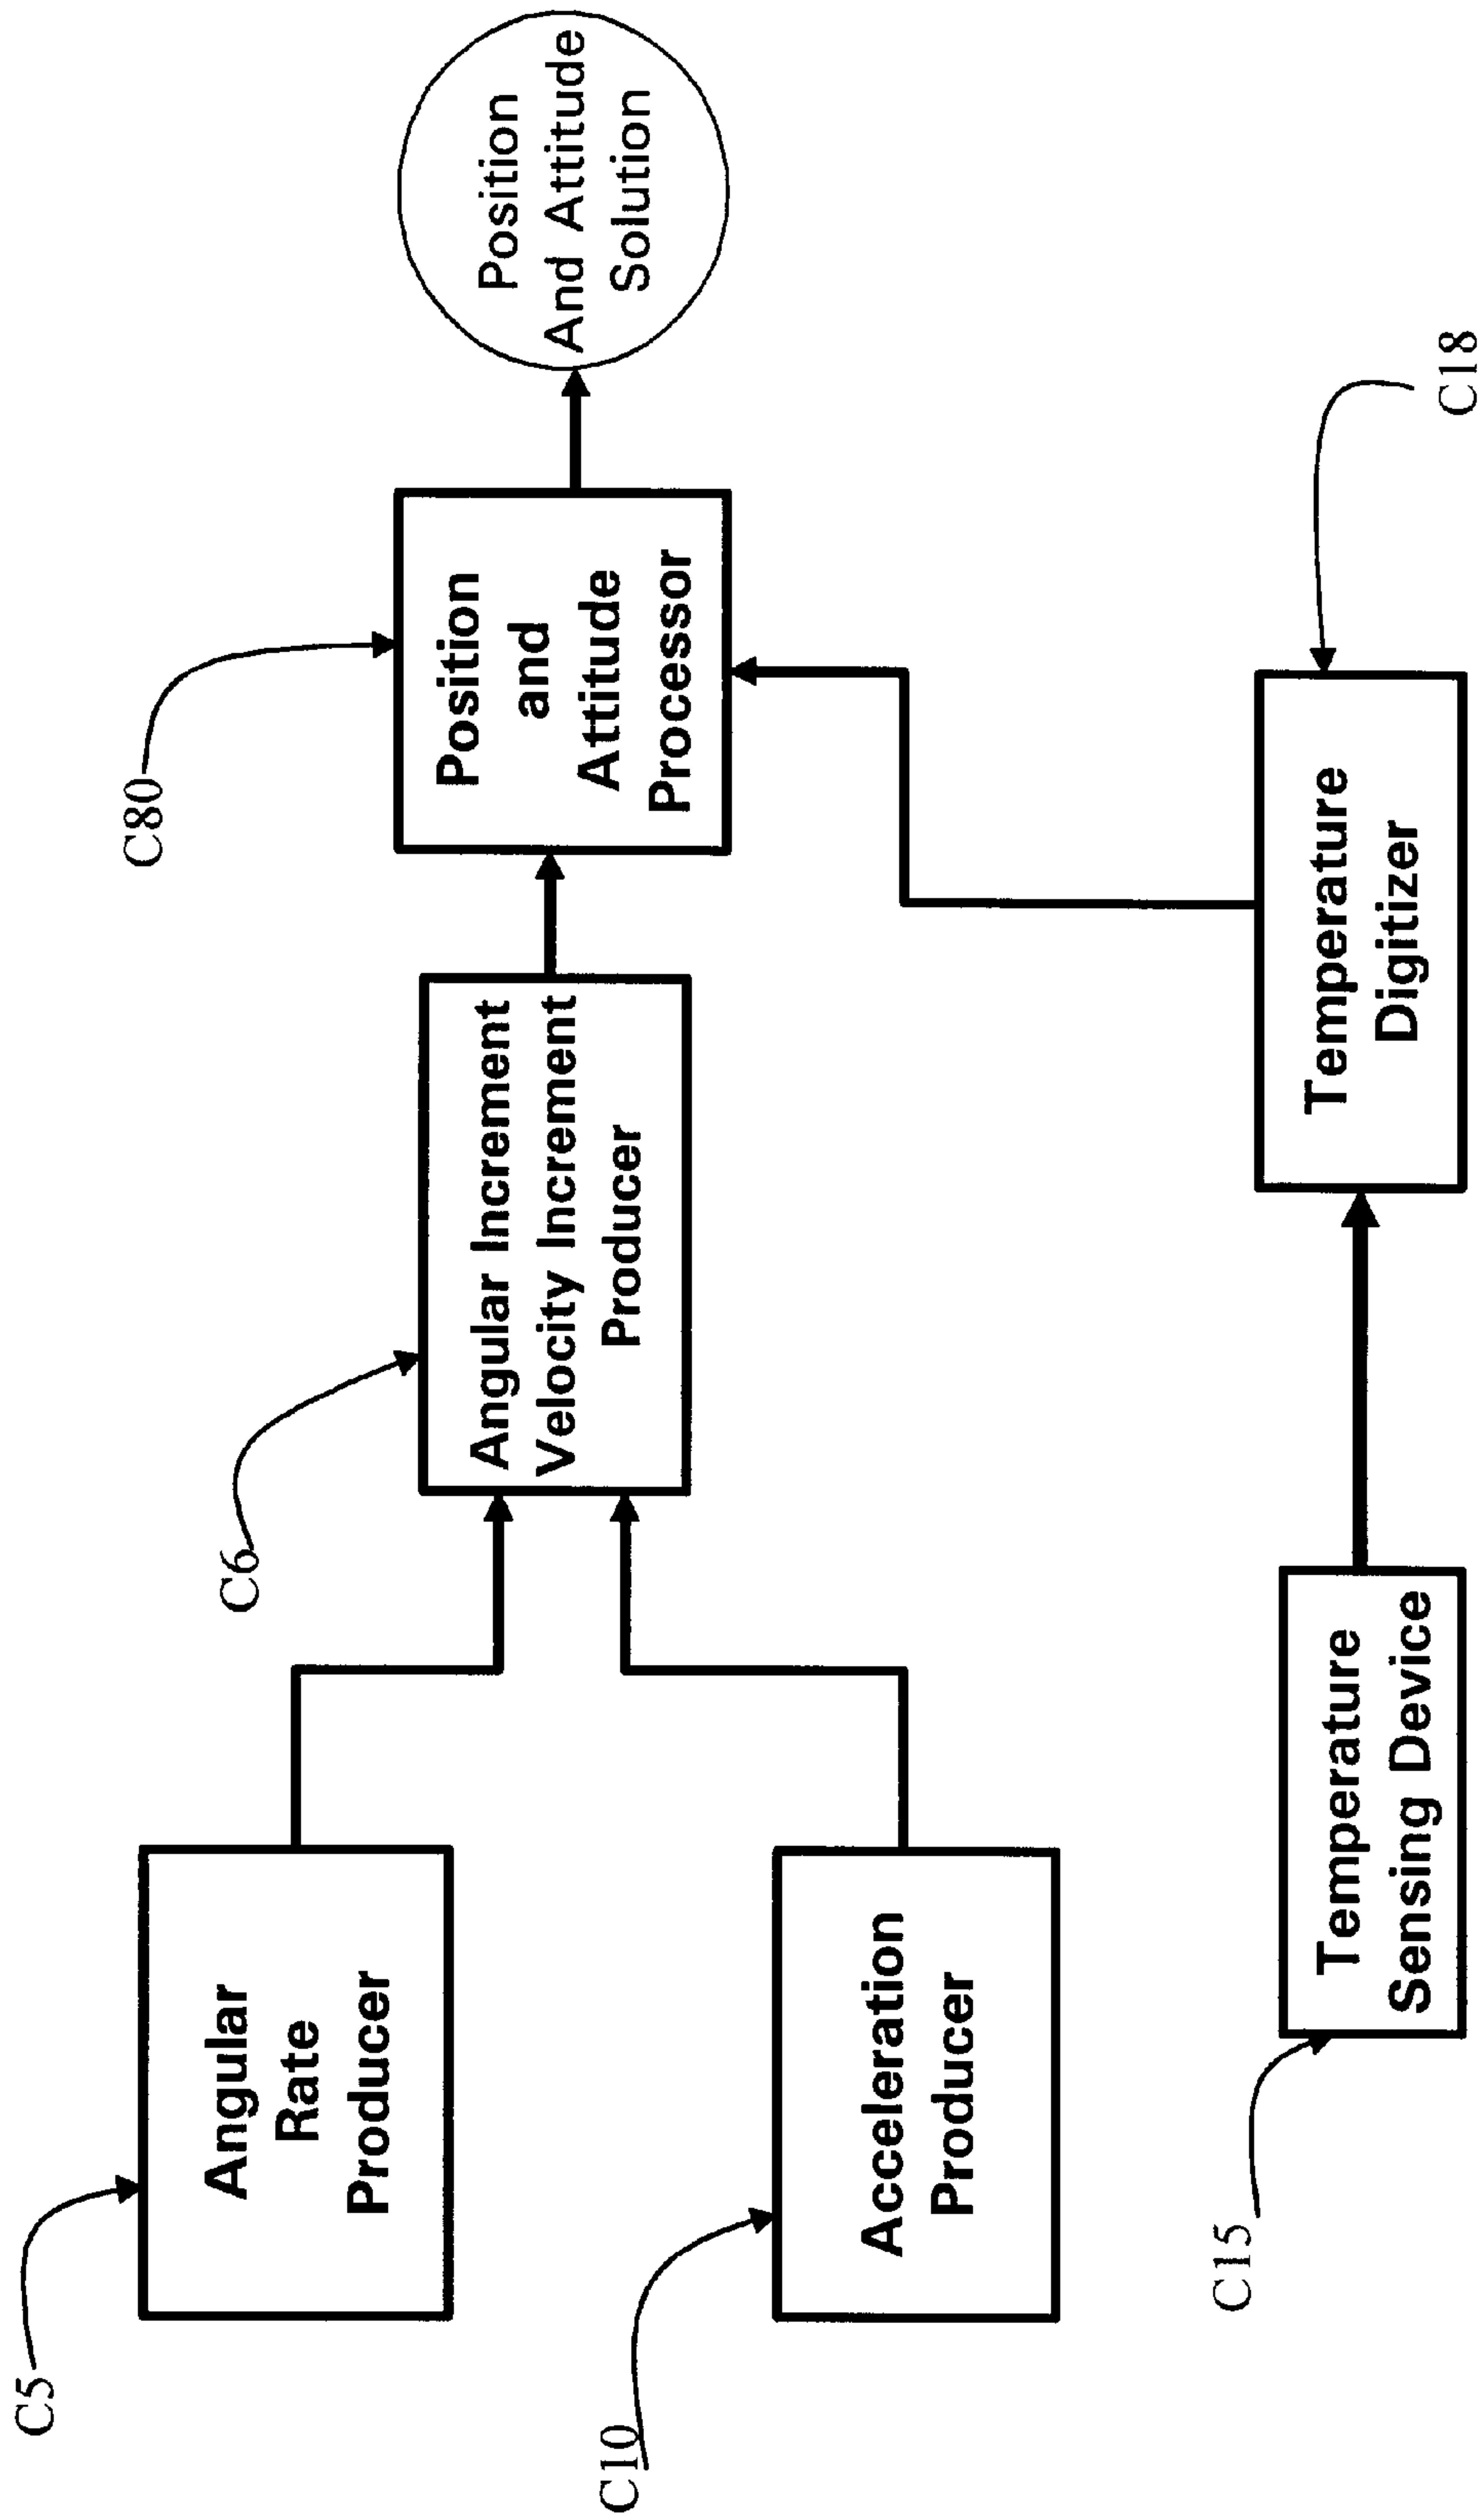 C5
Angular
Rate
Producer
C10
Acceleration
Producer
C15
Temperature
Sensing Device
C6
Angular Increment
Velocity Increment
Producer
C80
Position
and
Attitude
Processor
C18
Temperature
Digitizer
Position
And Attitude
Solution